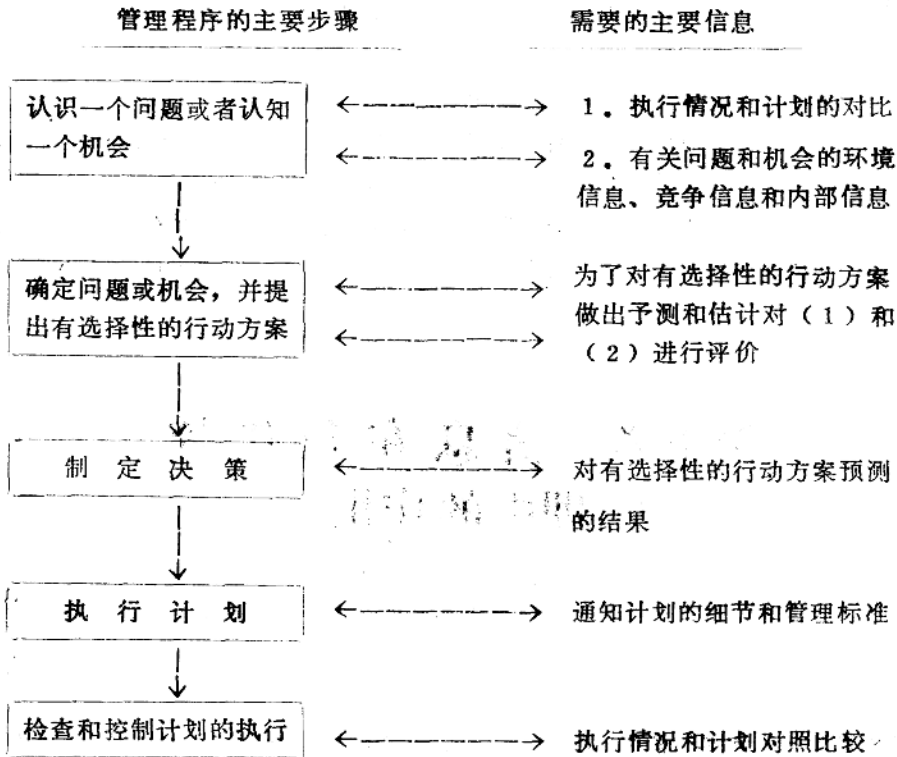 管理程序的主要步骤
需要的主要信息
认识一个问题或者认知
一个机会
1。执行情况和计划的对比
2。有关问题和机会的环境
信息、竞争信息和内部信息
确定问题或机会，并提
出有选择性的行动方案
为了对有选择性的行动方案
做出予测和估计对（1）和
（2）进行评价
制定决策
对有选择性的行动方案预测
的结果
执行计划
通知计划的细节和管理标准
检查和控制计划的执行
执行情况和计划对照比较